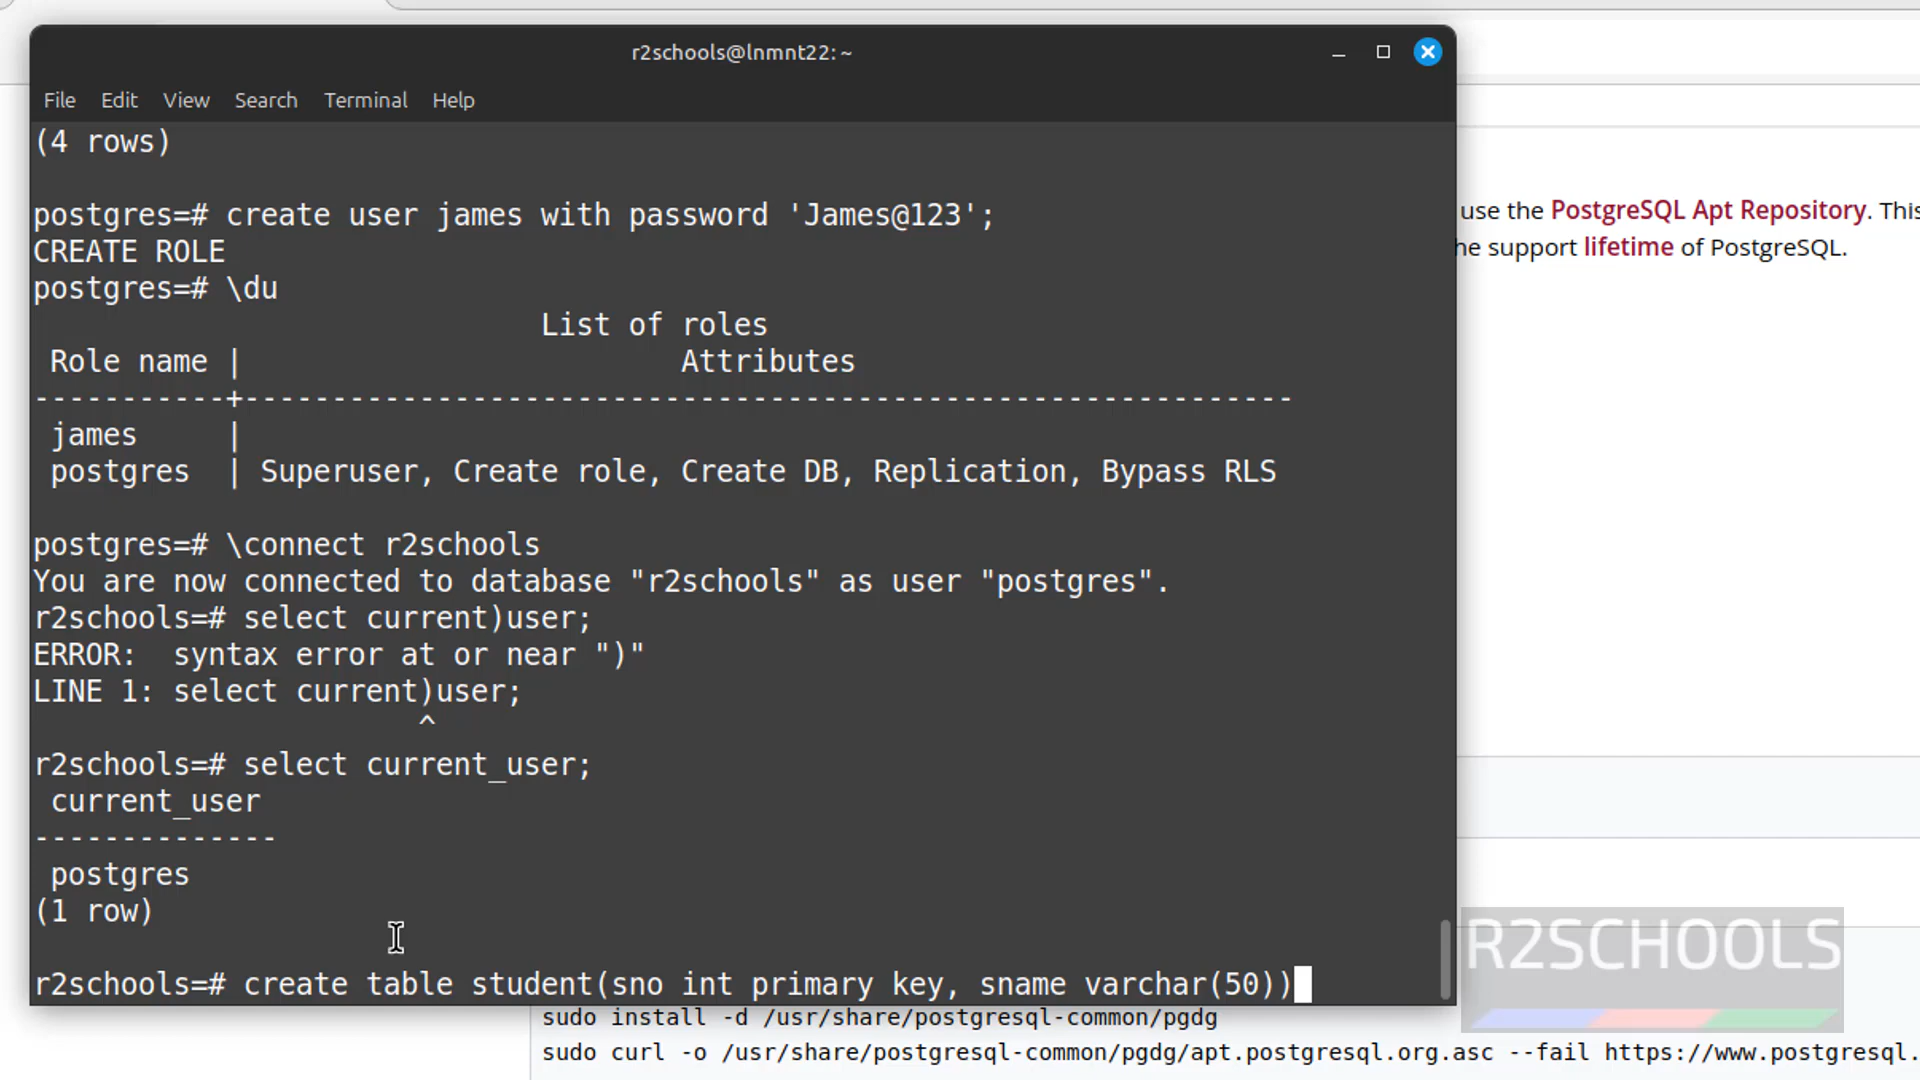 r2schools@lnmnt22: ~
File Edit View Search Terminal Help
(4 rows)
postgres=# create user james with password 'James@123';
CREATE ROLE
postgres=# \du
List of roles
Role name | Attributes
-----------+------------------------------------------------------------
james |
postgres | Superuser, Create role, Create DB, Replication, Bypass RLS
postgres=# \connect r2schools
You are now connected to database "r2schools" as user "postgres".
r2schools=# select current)user;
ERROR:  syntax error at or near ")"
LINE 1: select current)user;
^
r2schools=# select current_user;
current_user
--------------
postgres
(1 row)
r2schools=# create table student(sno int primary key, sname varchar(50))
use the PostgreSQL Apt Repository. This
he support lifetime of PostgreSQL.
R2SCHOOLS
sudo install -d /usr/share/postgresql-common/pgdg
sudo curl -o /usr/share/postgresql-common/pgdg/apt.postgresql.org.asc --fail https://www.postgresql.